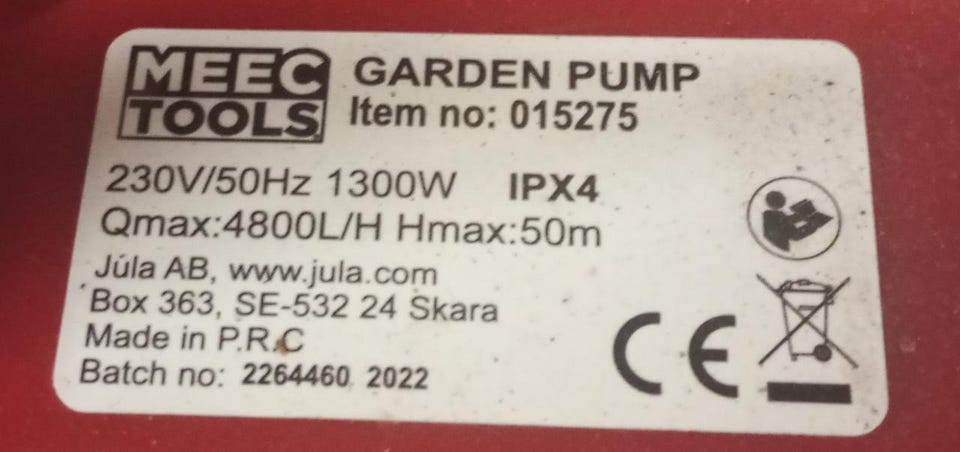 MEEC
TOOLS
GARDEN PUMP
Item no: 015275
230V/50Hz 1300W IPX4
Qmax:4800L/H Hmax:50m
Júla AB, www.jula.com
Box 363, SE-532 24 Skara
Made in P.R.C
Batch no: 2264460 2022
CE